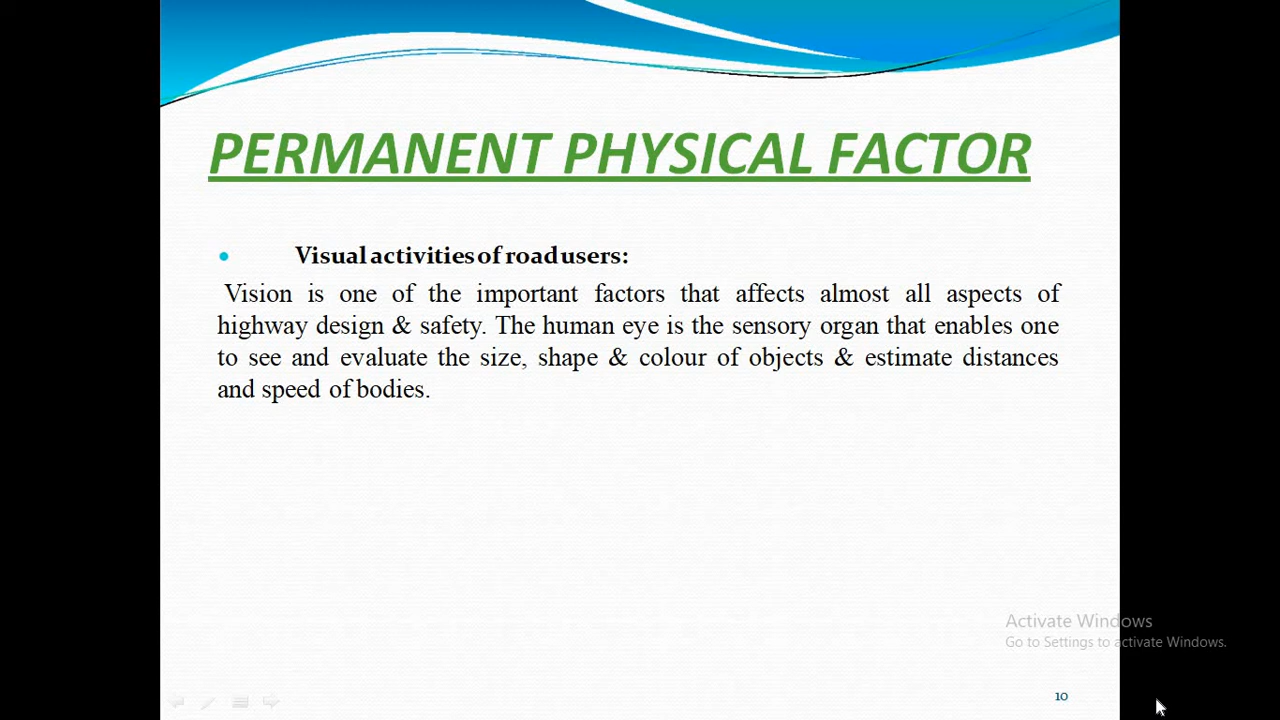 PERMANENT PHYSICAL FACTOR
• Visual activities of road users:
Vision is one of the important factors that affects almost all aspects of
highway design & safety. The human eye is the sensory organ that enables one
to see and evaluate the size, shape & colour of objects & estimate distances
and speed of bodies.
Activate Windows
Go to Settings to activate Windows.
10